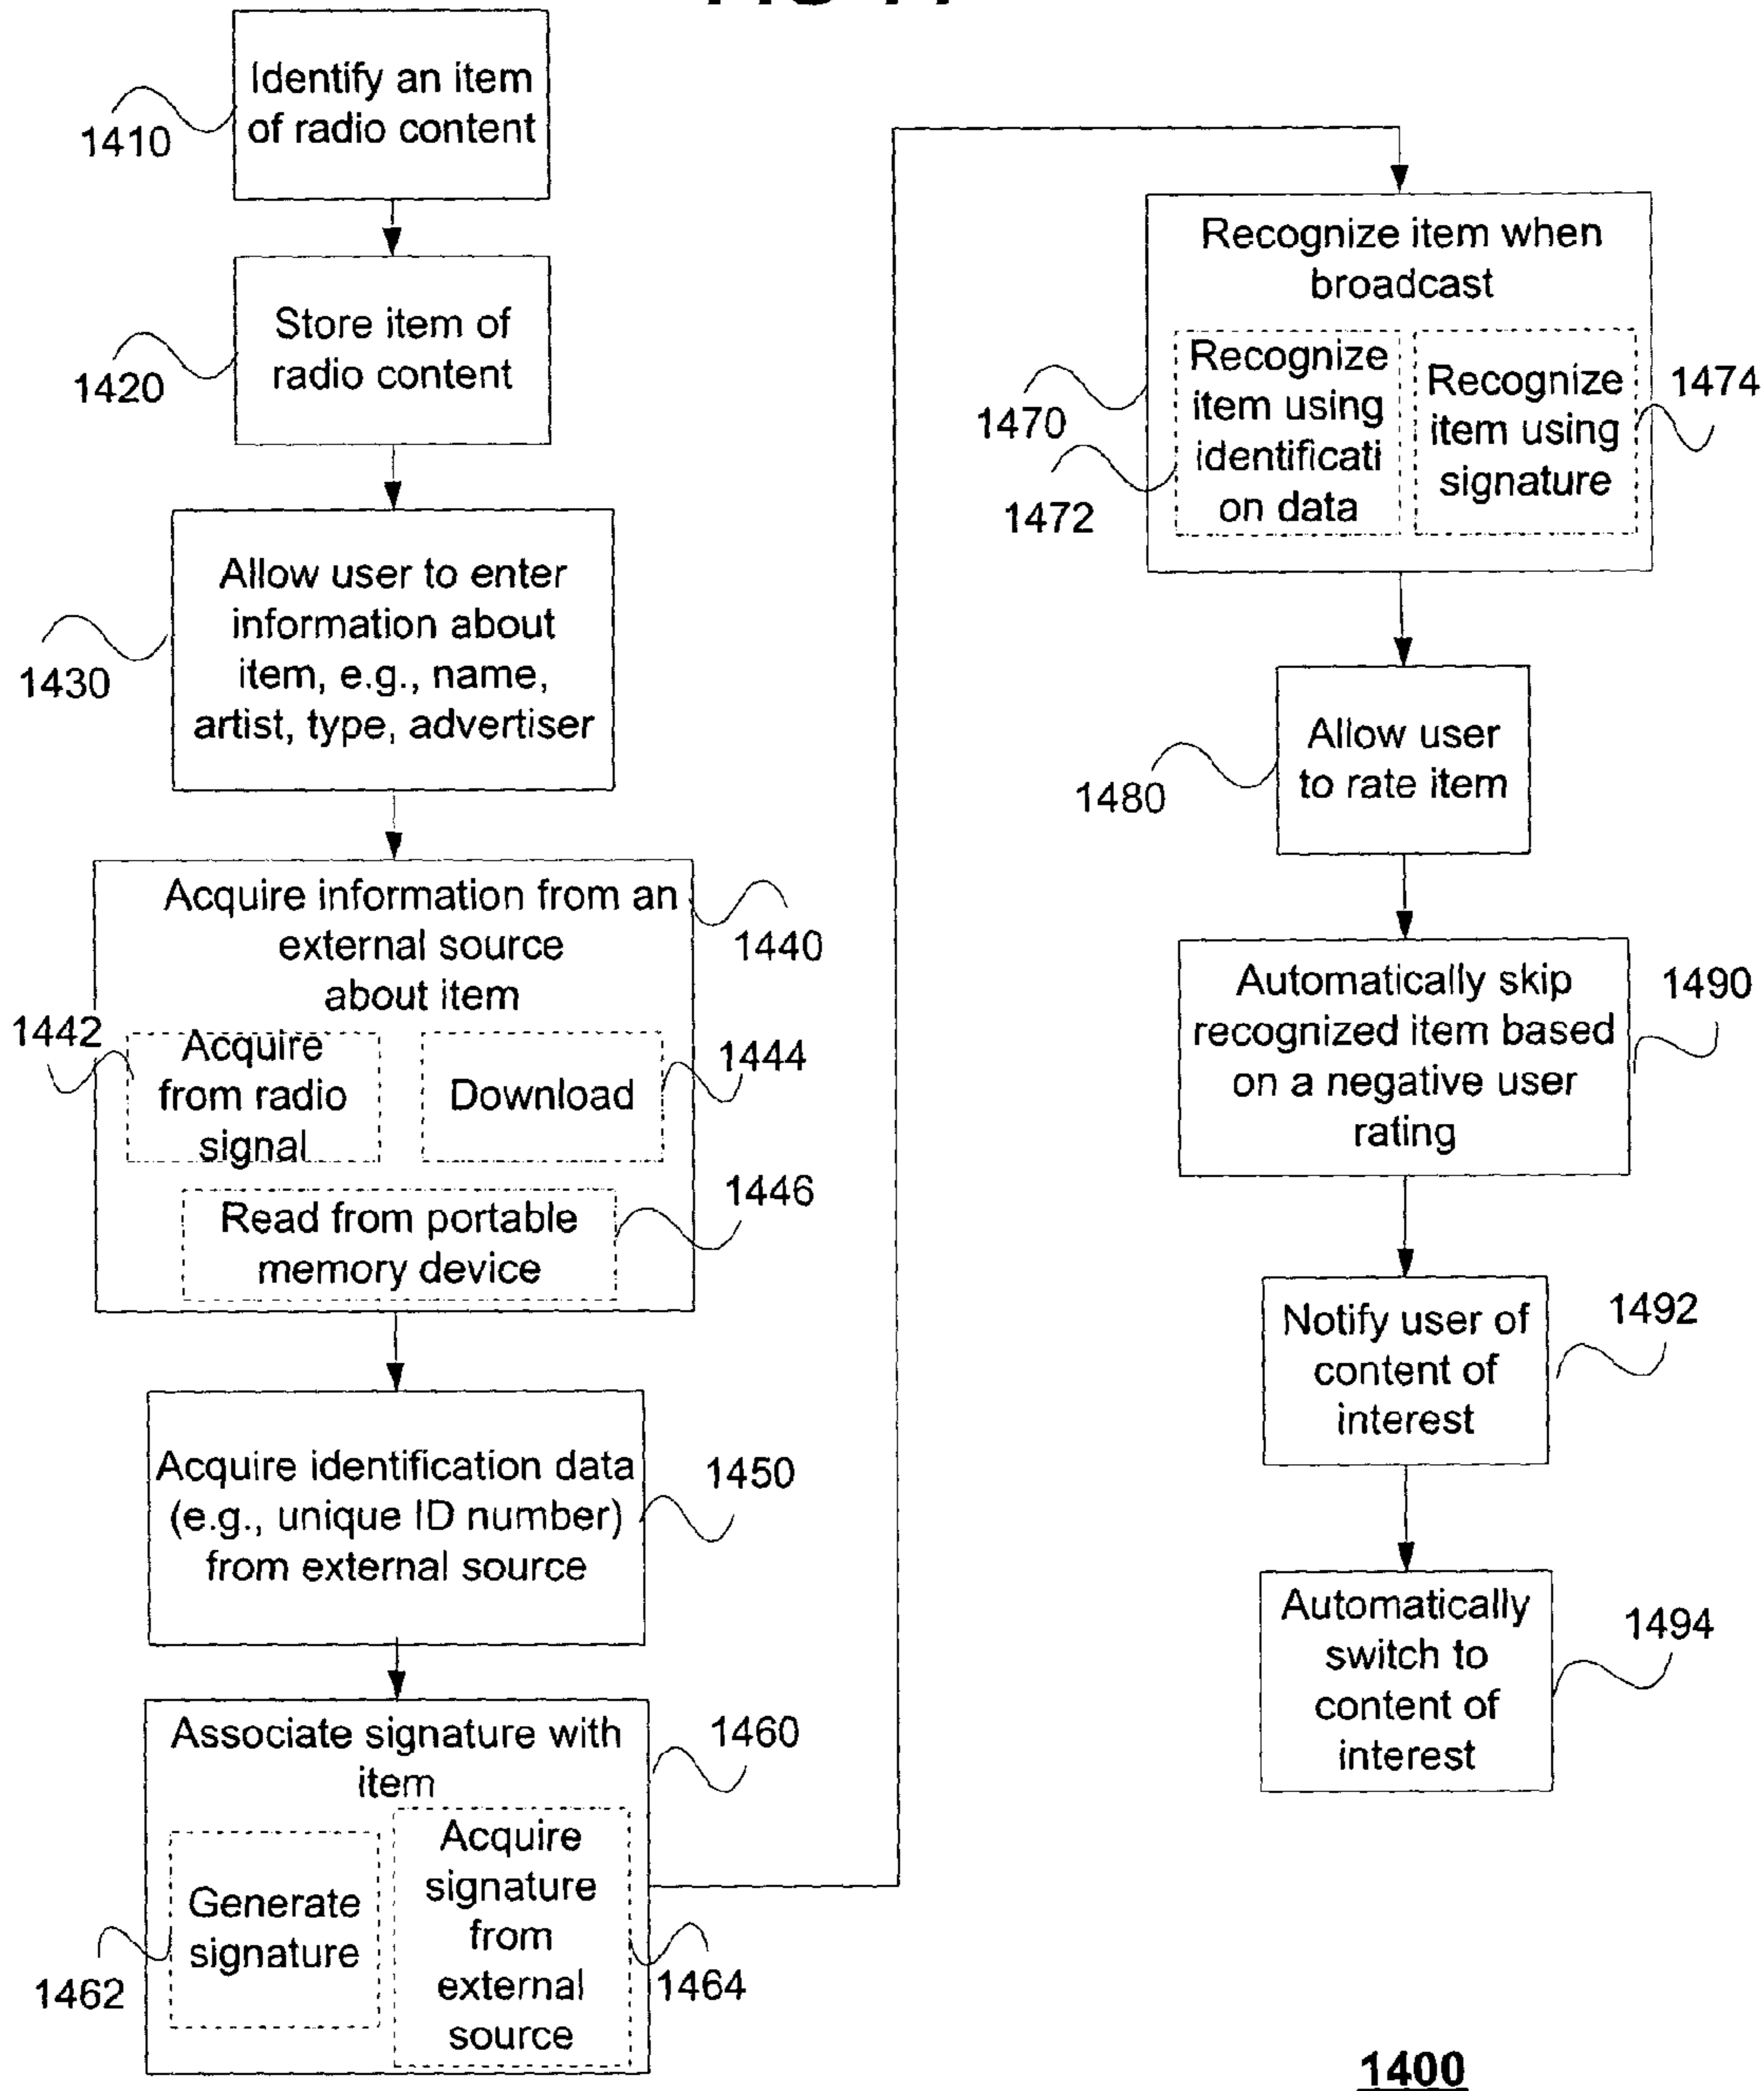 Identify an item
of radio content
1410
Store item of
radio content
1420
Allow user to enter
information about
item, e.g., name,
artist, type, advertiser
1430
Acquire information from an
external source
about item
1440
1442
Acquire
from radio
signal
Download
1444
Read from portable
memory device
1446
Acquire identification data
(e.g., unique ID number)
from external source
1450
Associate signature with
item
1460
Generate
signature
1462
Acquire
signature
from
external
source
1464
Recognize item when
broadcast
1470
Recognize
item using
identificati
on data
1472
Recognize
item using
signature
1474
Allow user
to rate item
1480
Automatically skip
recognized item based
on a negative user
rating
1490
Notify user of
content of
interest
1492
Automatically
switch to
content of
interest
1494
1400